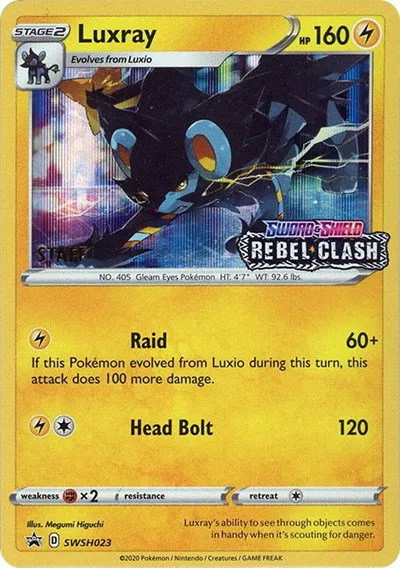 STAGE 2
Luxray
HP 160
Evolves from Luxio
STAFF
SWORD & SHIELD
REBEL CLASH
NO. 405 Gleam Eyes Pokémon HT: 4'7" WT: 92.6 lbs.
Raid 60+
If this Pokémon evolved from Luxio during this turn, this
attack does 100 more damage.
Head Bolt 120
weakness ×2 resistance retreat
Illus. Megumi Higuchi
Luxray's ability to see through objects comes
in handy when it's scouting for danger.
D SWSH023
©2020 Pokémon / Nintendo / Creatures / GAME FREAK